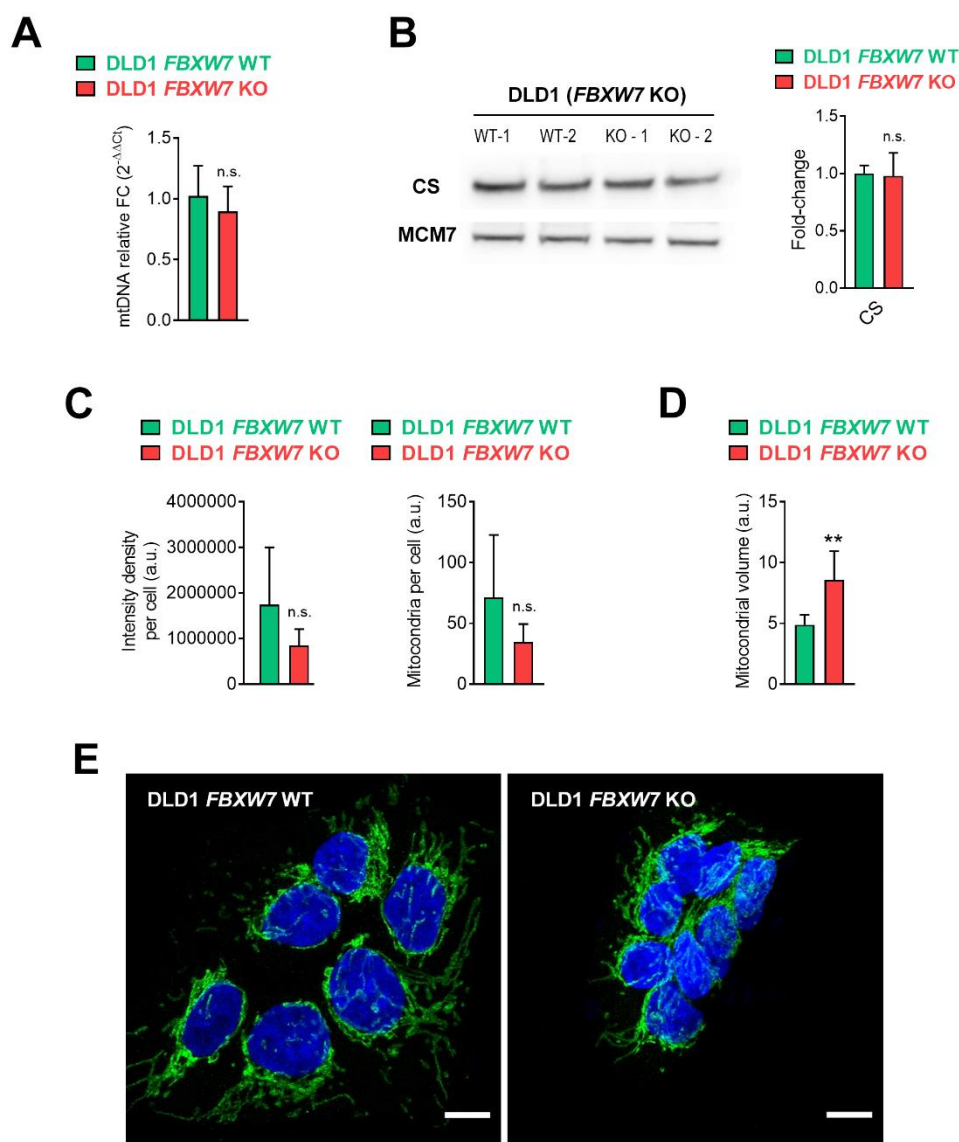 A
DLD1 FBXW7 WT
DLD1 FBXW7 KO
mtDNA relative FC (2^-ΔΔCt)
1.5
1.0
0.5
0.0
n.s.
B
DLD1 (FBXW7 KO)
WT-1 WT-2 KO - 1 KO - 2
CS
MCM7
DLD1 FBXW7 WT
DLD1 FBXW7 KO
Fold-change
1.5
1.0
0.5
0.0
n.s.
CS
C
DLD1 FBXW7 WT
DLD1 FBXW7 KO
Intensity density
per cell (a.u.)
4000000
3000000
2000000
1000000
0
n.s.
DLD1 FBXW7 WT
DLD1 FBXW7 KO
Mitocondria per cell (a.u.)
150
100
50
0
n.s.
D
DLD1 FBXW7 WT
DLD1 FBXW7 KO
Mitocondrial volume (a.u.)
15
10
5
0
**
E
DLD1 FBXW7 WT
DLD1 FBXW7 KO